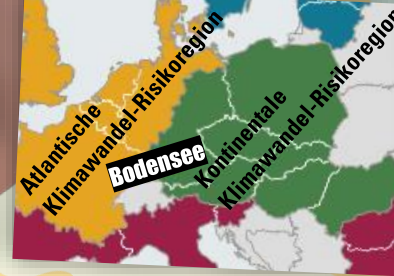 Atlantische
Klimawandel-Risikoregion
Bodensee
Kontinentale
Klimawandel-Risikoregion